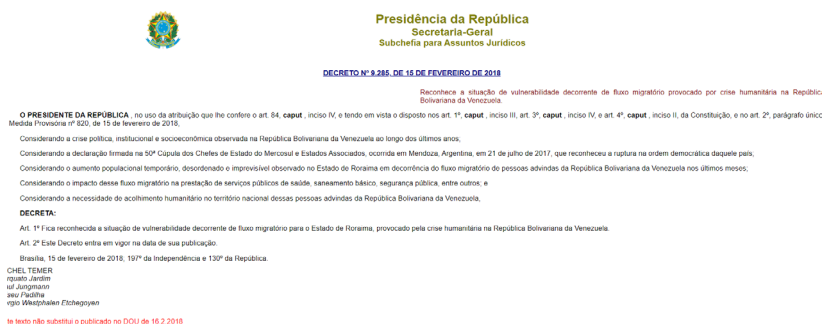 Presidência da República
Secretaria-Geral
Subchefia para Assuntos Jurídicos
DECRETO Nº 9.285, DE 15 DE FEVEREIRO DE 2018
Reconhece a situação de vulnerabilidade decorrente de fluxo migratório provocado por crise humanitária na Repúblic
Bolivariana da Venezuela.
O PRESIDENTE DA REPÚBLICA , no uso da atribuição que lhe confere o art. 84, caput , inciso IV, e tendo em vista o disposto nos art. 1º, caput , inciso III, art. 3º, caput , inciso IV, e art. 4º, caput , inciso II, da Constituição, e no art. 2º, parágrafo únic
Medida Provisória nº 820, de 15 de fevereiro de 2018,
Considerando a crise política, institucional e socioeconômica observada na República Bolivariana da Venezuela ao longo dos últimos anos;
Considerando a declaração firmada na 50ª Cúpula dos Chefes de Estado do Mercosul e Estados Associados, ocorrida em Mendoza, Argentina, em 21 de julho de 2017, que reconheceu a ruptura na ordem democrática daquele país;
Considerando o aumento populacional temporário, desordenado e imprevisível observado no Estado de Roraima em decorrência do fluxo migratório de pessoas advindas da República Bolivariana da Venezuela nos últimos meses;
Considerando o impacto desse fluxo migratório na prestação de serviços públicos de saúde, saneamento básico, segurança pública, entre outros; e
Considerando a necessidade de acolhimento humanitário no território nacional dessas pessoas advindas da República Bolivariana da Venezuela,
DECRETA:
Art. 1º Fica reconhecida a situação de vulnerabilidade decorrente de fluxo migratório para o Estado de Roraima, provocado pela crise humanitária na República Bolivariana da Venezuela.
Art. 2º Este Decreto entra em vigor na data de sua publicação.
Brasília, 15 de fevereiro de 2018; 197º da Independência e 130º da República.
CHEL TEMER
rquato Jardim
ul Jungmann
seu Padilha
rgio Westphalen Etchegoyen
te texto não substitui o publicado no DOU de 16.2.2018